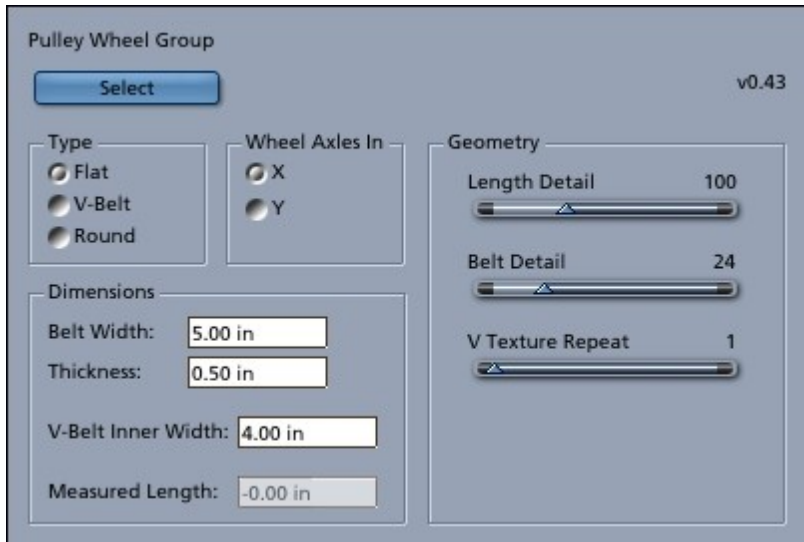 Pulley Wheel Group
Select
v0.43
Type
Flat
V-Belt
Round
Wheel Axles In
X
Y
Dimensions
Belt Width: 5.00 in
Thickness: 0.50 in
V-Belt Inner Width: 4.00 in
Measured Length: -0.00 in
Geometry
Length Detail 100
Belt Detail 24
V Texture Repeat 1